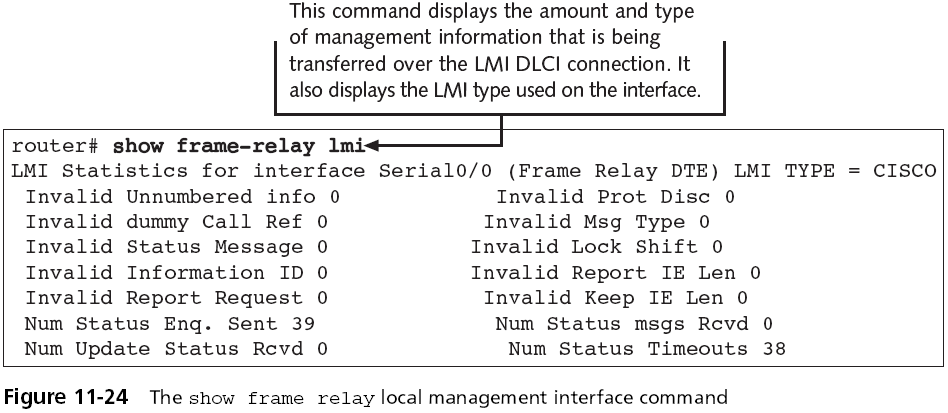 This command displays the amount and type
of management information that is being
transferred over the LMI DLCI connection. It
also displays the LMI type used on the interface.
router# show frame-relay lmi
LMI Statistics for interface Serial0/0 (Frame Relay DTE) LMI TYPE = CISCO
Invalid Unnumbered info 0 Invalid Prot Disc 0
Invalid dummy Call Ref 0 Invalid Msg Type 0
Invalid Status Message 0 Invalid Lock Shift 0
Invalid Information ID 0 Invalid Report IE Len 0
Invalid Report Request 0 Invalid Keep IE Len 0
Num Status Enq. Sent 39 Num Status msgs Rcvd 0
Num Update Status Rcvd 0 Num Status Timeouts 38
Figure 11-24 The show frame relay local management interface command